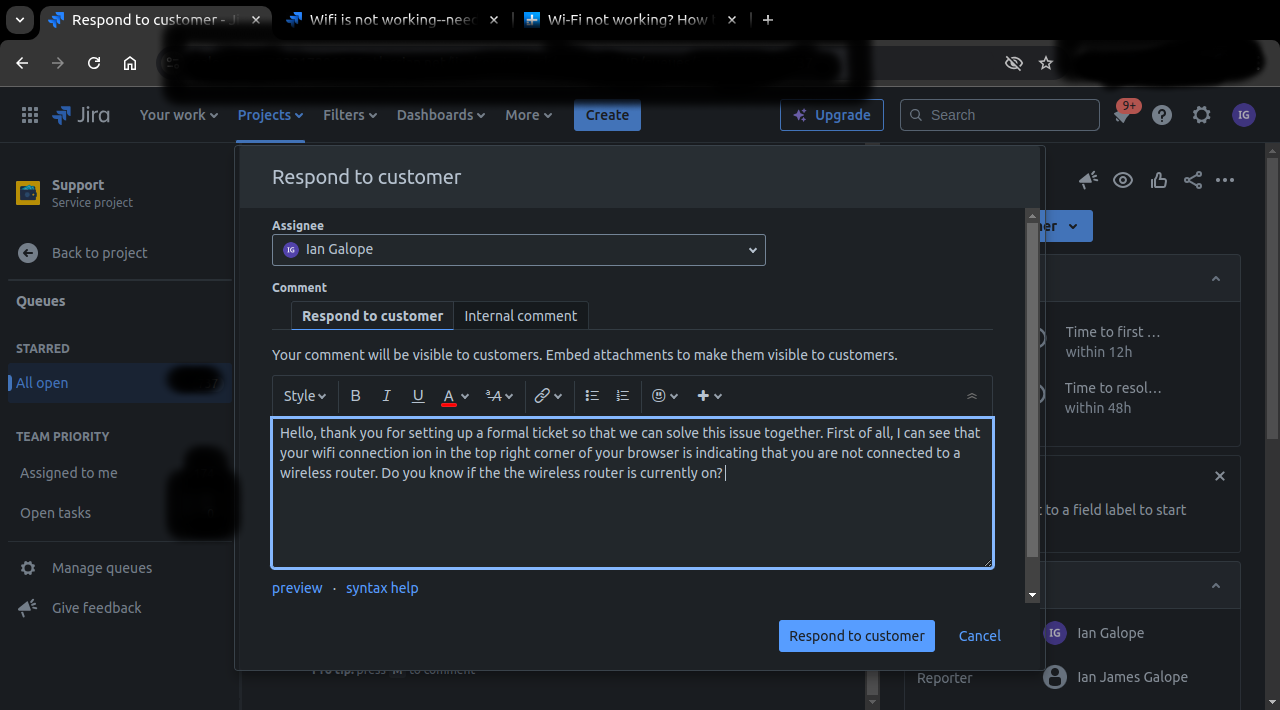 Respond to customer - J
Wifi is not working--need
Wi-Fi not working? How
Jira
Your work
Projects
Filters
Dashboards
More
Create
Upgrade
Search
9+
IG
Support
Service project
Back to project
Queues
STARRED
All open
TEAM PRIORITY
Assigned to me
Open tasks
Manage queues
Give feedback
Respond to customer
Assignee
IG Ian Galope
Comment
Respond to customer
Internal comment
Your comment will be visible to customers. Embed attachments to make them visible to customers.
Style
B I U A ªA
Hello, thank you for setting up a formal ticket so that we can solve this issue together. First of all, I can see that
your wifi connection ion in the top right corner of your browser is indicating that you are not connected to a
wireless router. Do you know if the the wireless router is currently on?
preview · syntax help
Respond to customer
Cancel
Pro tip: press M to comment
er
Time to first ...
within 12h
Time to resol...
within 48h
t to a field label to start
IG Ian Galope
Reporter
Ian James Galope